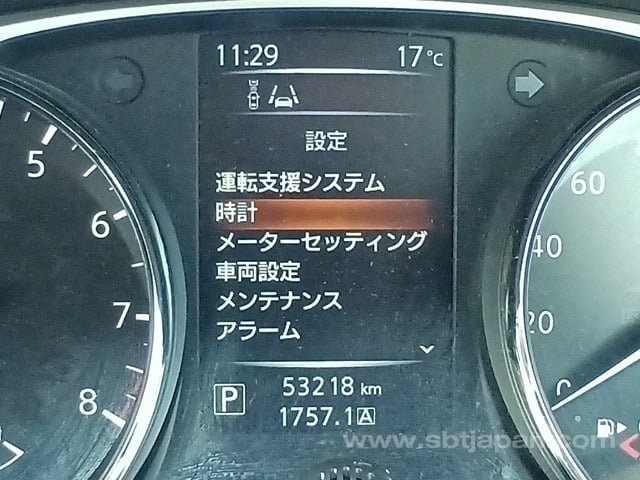 11:29 17℃
設定
運転支援システム
時計
メーターセッティング
車両設定
メンテナンス
アラーム
P 53218 km
1757.1 A
5
6
7
8
60
40
20
0
www.sbtjapan.com